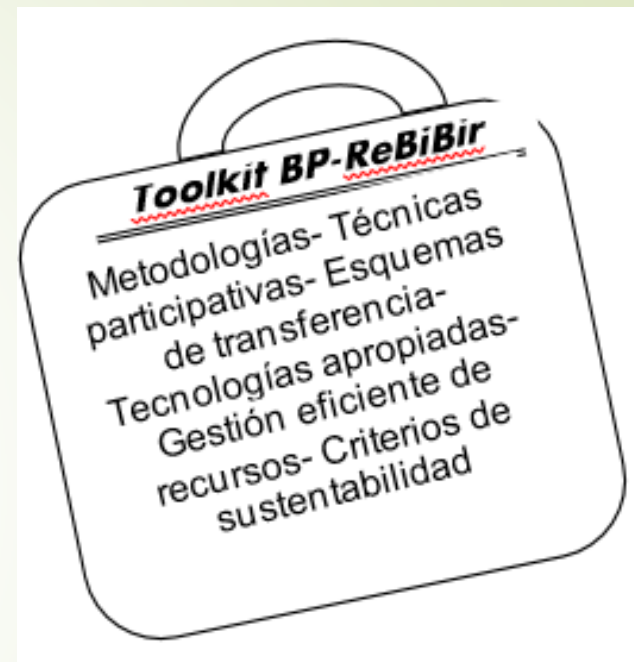 Toolkit BP-ReBiBir
Metodologías- Técnicas
participativas- Esquemas
de transferencia-
Tecnologías apropiadas-
Gestión eficiente de
recursos- Criterios de
sustentabilidad